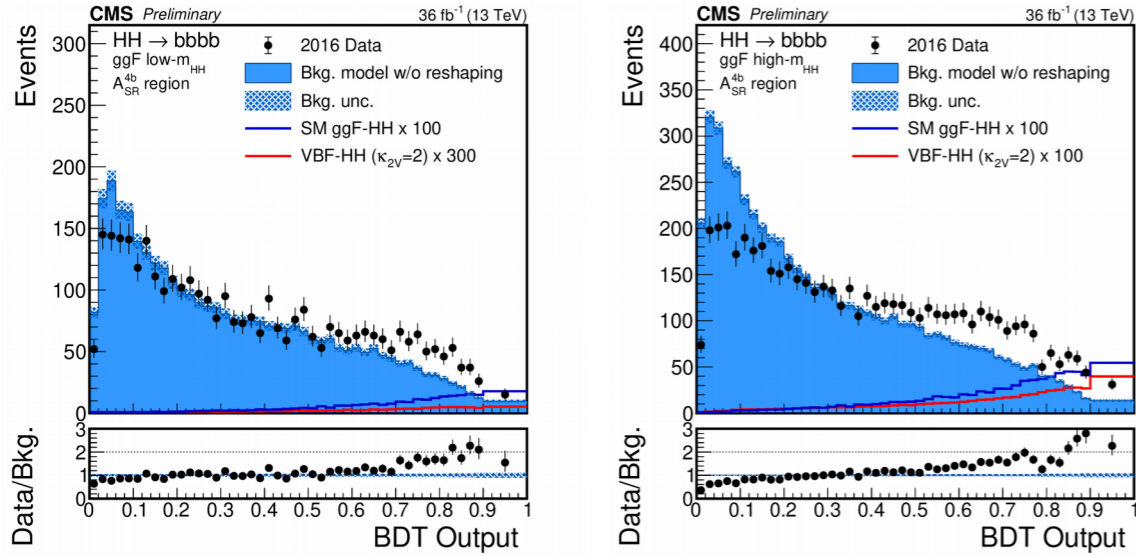 CMS Preliminary 36 fb⁻¹ (13 TeV)
Events
300
250
200
150
100
50
0
HH → bbbb
ggF low-m_HH
A^4b_SR region
2016 Data
Bkg. model w/o reshaping
Bkg. unc.
SM ggF-HH x 100
VBF-HH (κ_2V=2) x 300
Data/Bkg.
3
2
1
0
0 0.1 0.2 0.3 0.4 0.5 0.6 0.7 0.8 0.9 1
BDT Output
CMS Preliminary 36 fb⁻¹ (13 TeV)
Events
400
350
300
250
200
150
100
50
0
HH → bbbb
ggF high-m_HH
A^4b_SR region
2016 Data
Bkg. model w/o reshaping
Bkg. unc.
SM ggF-HH x 100
VBF-HH (κ_2V=2) x 100
Data/Bkg.
3
2
1
0
0 0.1 0.2 0.3 0.4 0.5 0.6 0.7 0.8 0.9 1
BDT Output